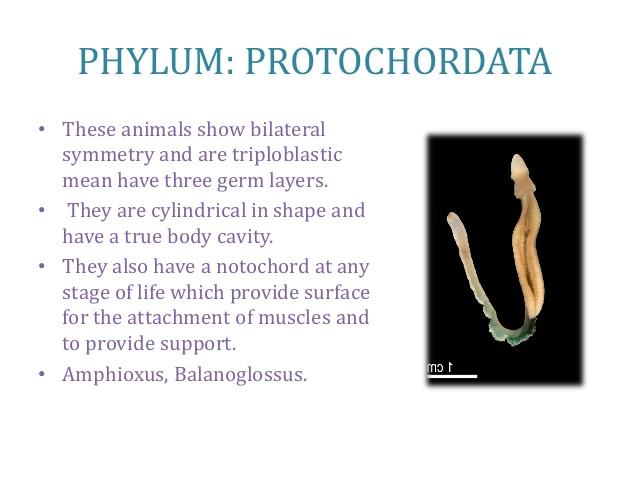 PHYLUM: PROTOCHORDATA
• These animals show bilateral
symmetry and are triploblastic
mean have three germ layers.
• They are cylindrical in shape and
have a true body cavity.
• They also have a notochord at any
stage of life which provide surface
for the attachment of muscles and
to provide support.
• Amphioxus, Balanoglossus.
1 cm